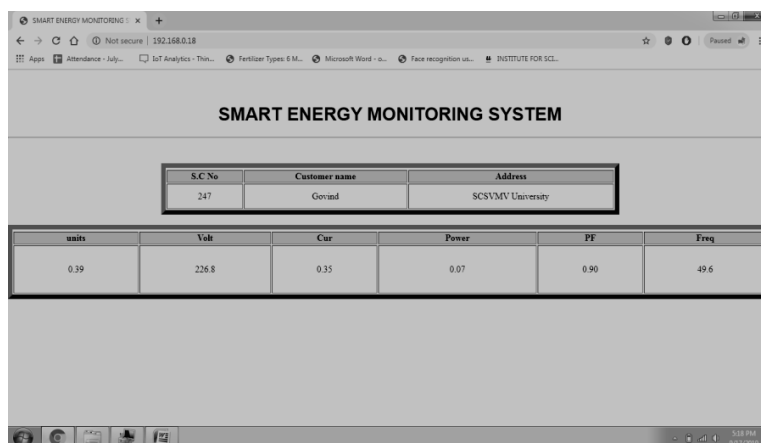 SMART ENERGY MONITORING S
Not secure | 192.168.0.18
Paused
Apps Attendance - July... IoT Analytics - Thin... Fertilizer Types: 6 M... Microsoft Word - o... Face recognition us... INSTITUTE FOR SCI...
SMART ENERGY MONITORING SYSTEM
S.C No Customer name Address
247 Govind SCSVMV University
units Volt Cur Power PF Freq
0.39 226.8 0.35 0.07 0.90 49.6
5:18 PM